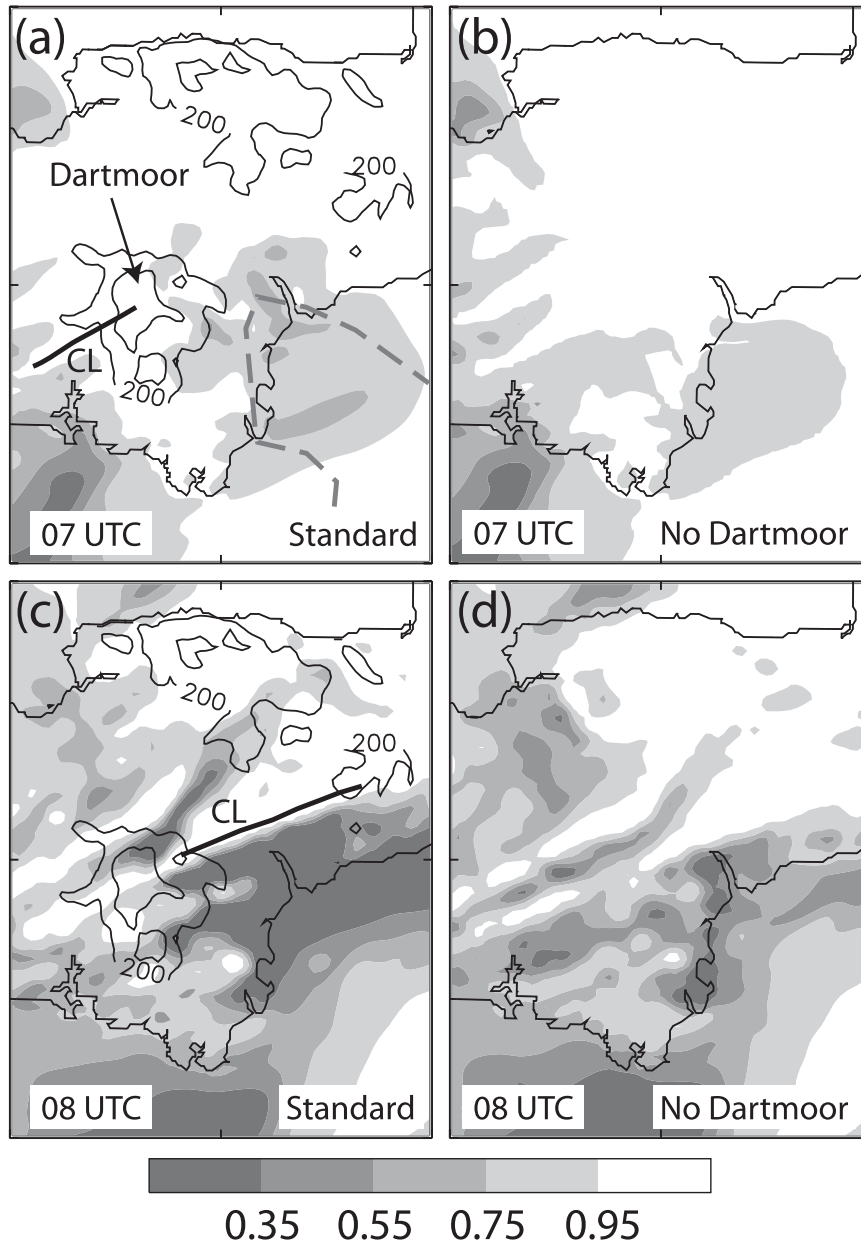 (a)
200
200
Dartmoor
CL
200
07 UTC
Standard
(b)
07 UTC
No Dartmoor
(c)
200
200
CL
200
08 UTC
Standard
(d)
08 UTC
No Dartmoor
0.35 0.55 0.75 0.95